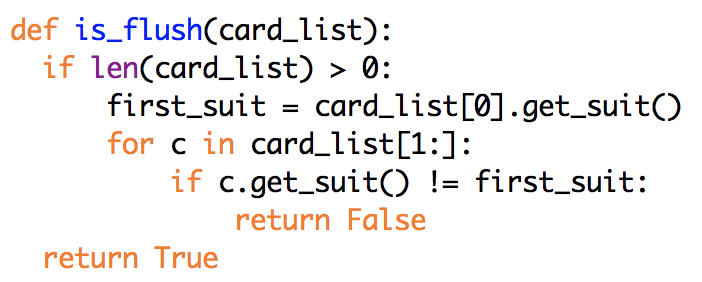 def is_flush(card_list):
  if len(card_list) > 0:
      first_suit = card_list[0].get_suit()
      for c in card_list[1:]:
          if c.get_suit() != first_suit:
              return False
  return True